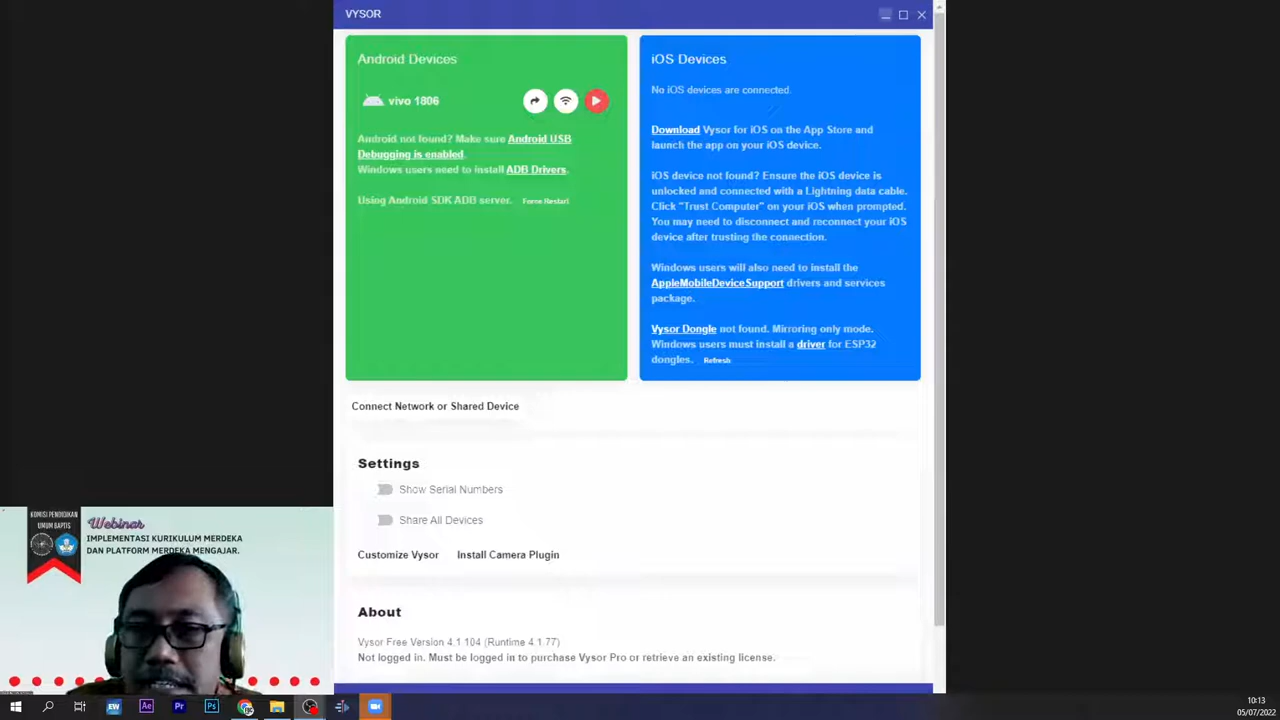 VYSOR
Android Devices
vivo 1806
Android not found? Make sure Android USB
Debugging is enabled.
Windows users need to install ADB Drivers.
Using Android SDK ADB server. Force Restart
iOS Devices
No iOS devices are connected.
Download Vysor for iOS on the App Store and
launch the app on your iOS device.
iOS device not found? Ensure the iOS device is
unlocked and connected with a Lightning data cable.
Click "Trust Computer" on your iOS when prompted.
You may need to disconnect and reconnect your iOS
device after trusting the connection.
Windows users will also need to install the
AppleMobileDeviceSupport drivers and services
package.
Vysor Dongle not found. Mirroring only mode.
Windows users must install a driver for ESP32
dongles. Refresh
Connect Network or Shared Device
Settings
Show Serial Numbers
Share All Devices
Customize Vysor Install Camera Plugin
About
Vysor Free Version 4.1.104 (Runtime 4.1.77)
Not logged in. Must be logged in to purchase Vysor Pro or retrieve an existing license.
KOMISI PENDIDIKAN
UMUM BAPTIS
Webinar
IMPLEMENTASI KURIKULUM MERDEKA
DAN PLATFORM MERDEKA MENGAJAR.
EW
Ae
Pr
Ps
10:13
05/07/2022